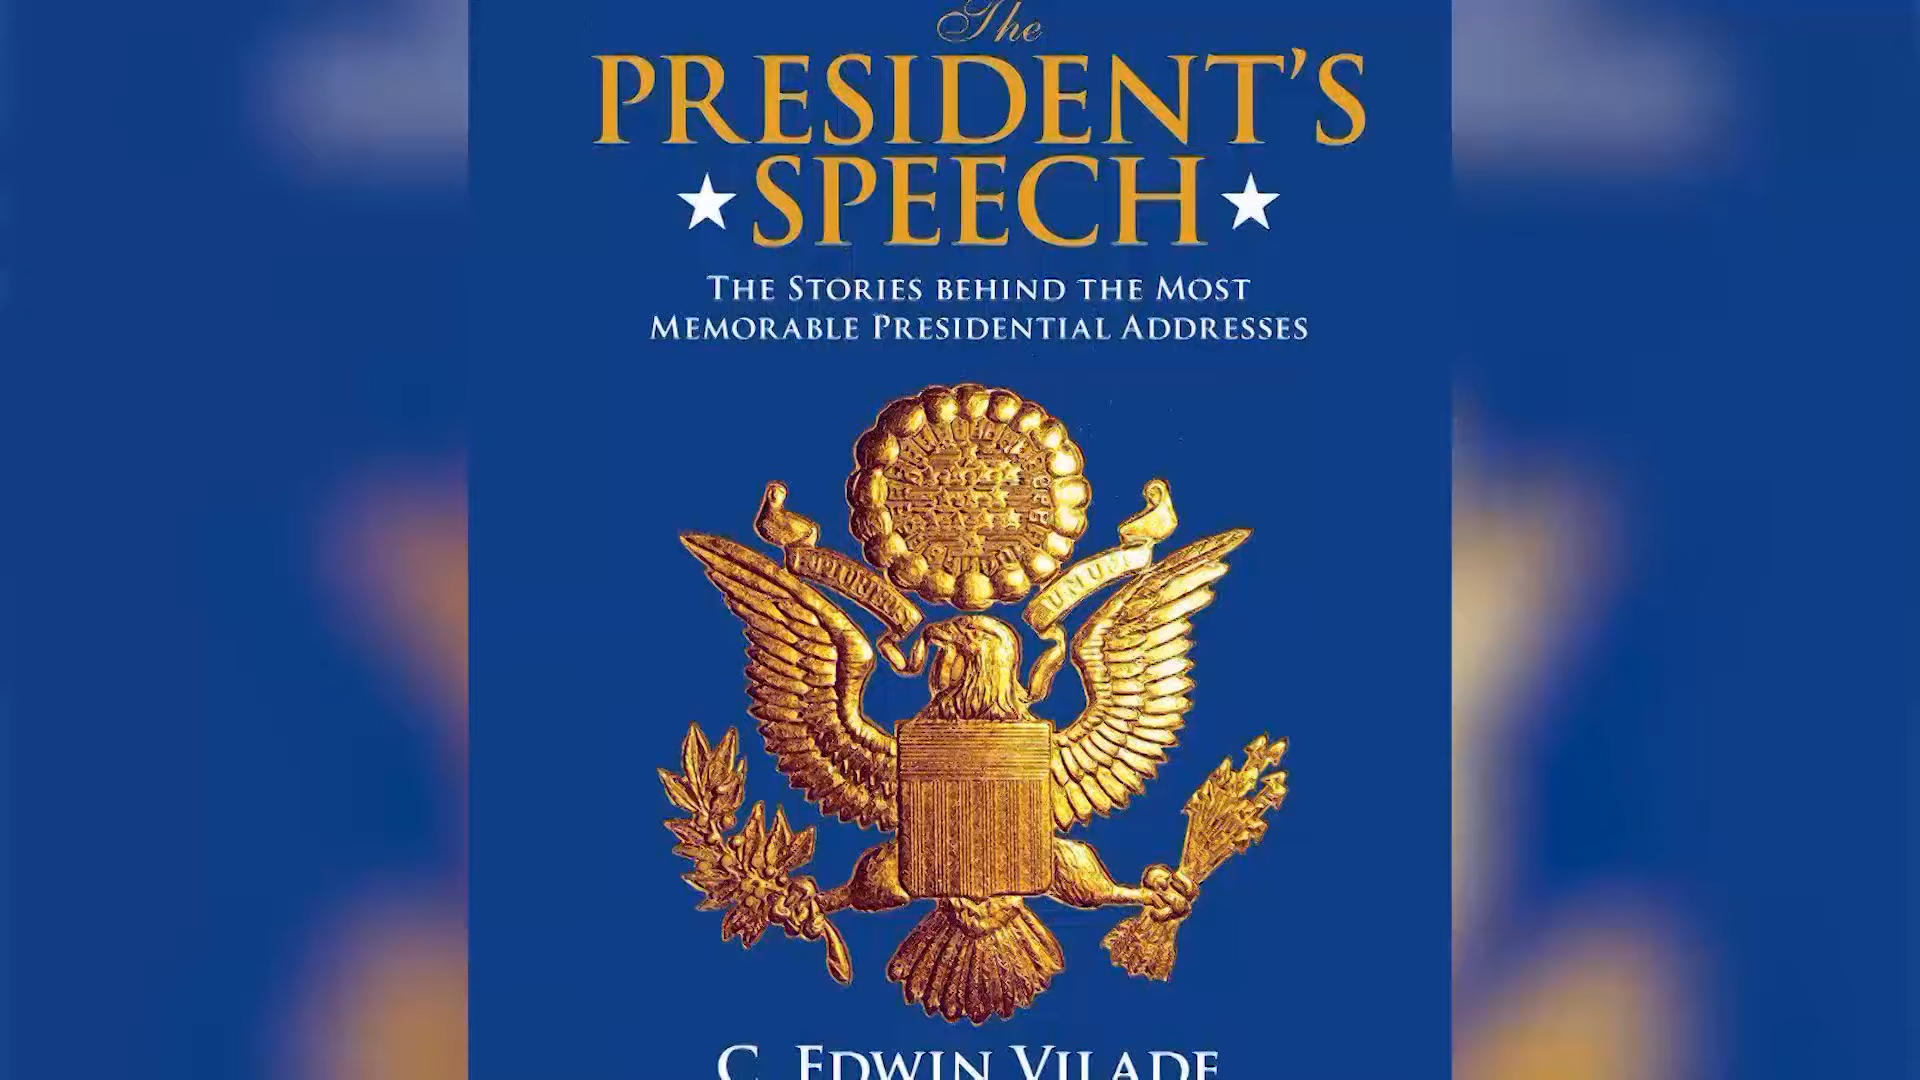 The
PRESIDENT'S
SPEECH
THE STORIES BEHIND THE MOST
MEMORABLE PRESIDENTIAL ADDRESSES
C. EDWIN VILADE